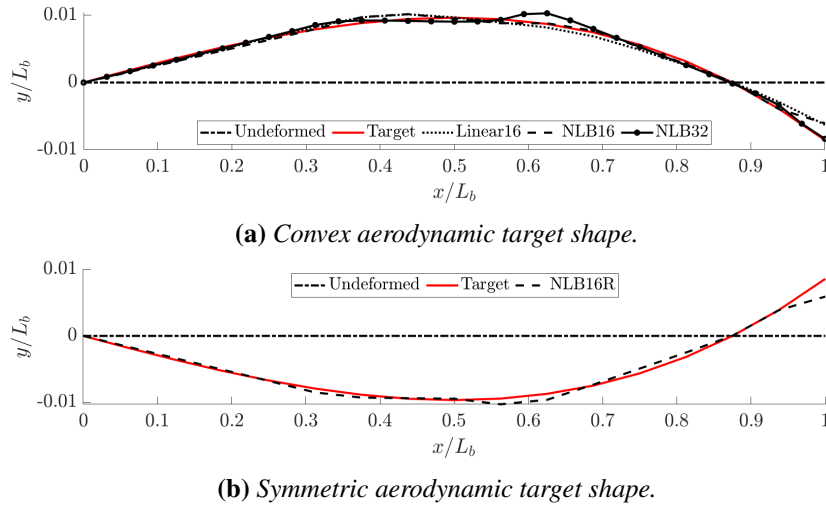 0.01
0
-0.01
y/L_b
Undeformed Target Linear16 NLB16 NLB32
0 0.1 0.2 0.3 0.4 0.5 0.6 0.7 0.8 0.9 1
x/L_b
(a) Convex aerodynamic target shape.
0.01
0
-0.01
y/L_b
Undeformed Target NLB16R
0 0.1 0.2 0.3 0.4 0.5 0.6 0.7 0.8 0.9 1
x/L_b
(b) Symmetric aerodynamic target shape.